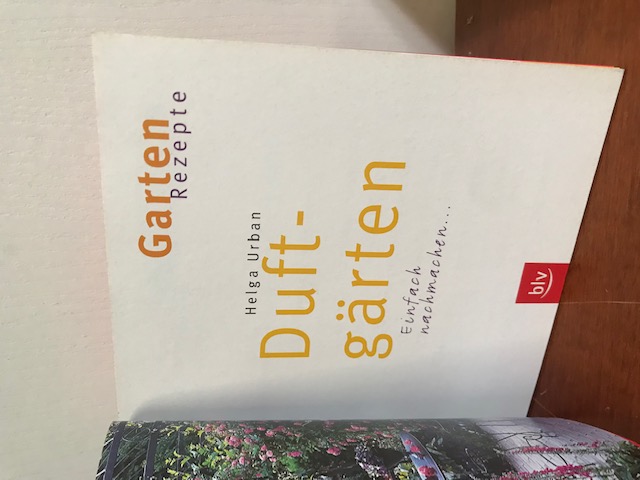 Garten
Rezepte
Helga Urban
Duft-
gärten
Einfach
nachmachen...
blv